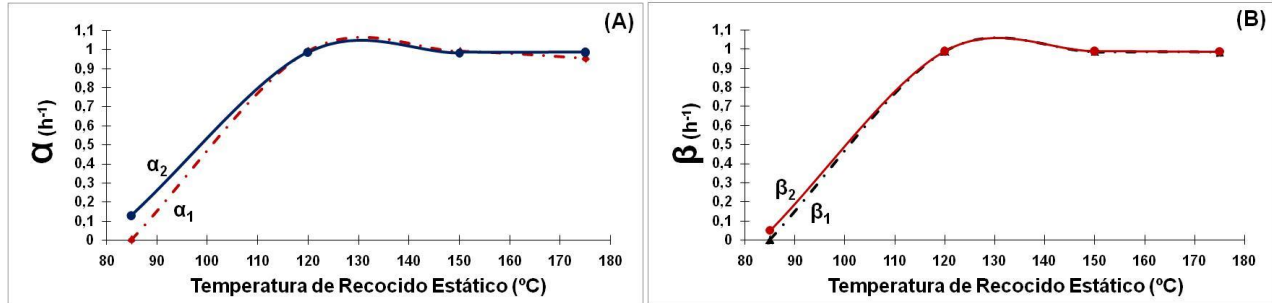 (A)
α (h⁻¹)
1,1
1
0,9
0,8
0,7
0,6
0,5
0,4
0,3
0,2
0,1
0
α₂
α₁
80 90 100 110 120 130 140 150 160 170 180
Temperatura de Recocido Estático (ºC)
(B)
β (h⁻¹)
1,1
1
0,9
0,8
0,7
0,6
0,5
0,4
0,3
0,2
0,1
0
β₂
β₁
80 90 100 110 120 130 140 150 160 170 180
Temperatura de Recocido Estático (ºC)